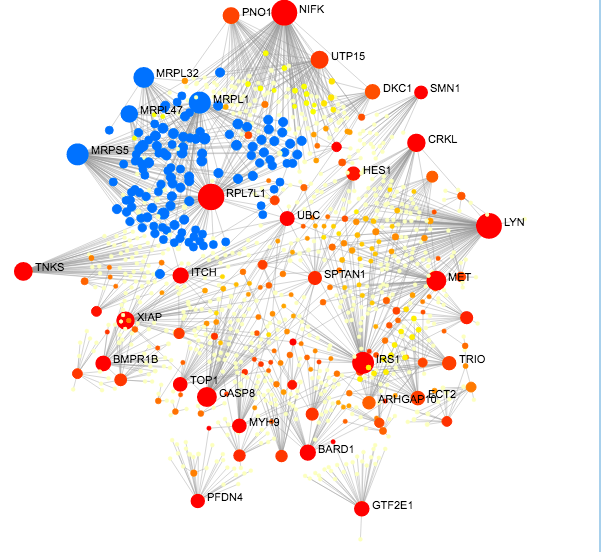 PNO1
NIFK
UTP15
MRPL32
DKC1
SMN1
MRPL1
MRPL47
CRKL
MRPS5
HES1
RPL7L1
UBC
LYN
TNKS
ITCH
SPTAN1
MET
XIAP
BMPR1B
IRS1
TRIO
TOP1
CASP8
ARHGAP10
ECT2
MYH9
BARD1
PFDN4
GTF2E1